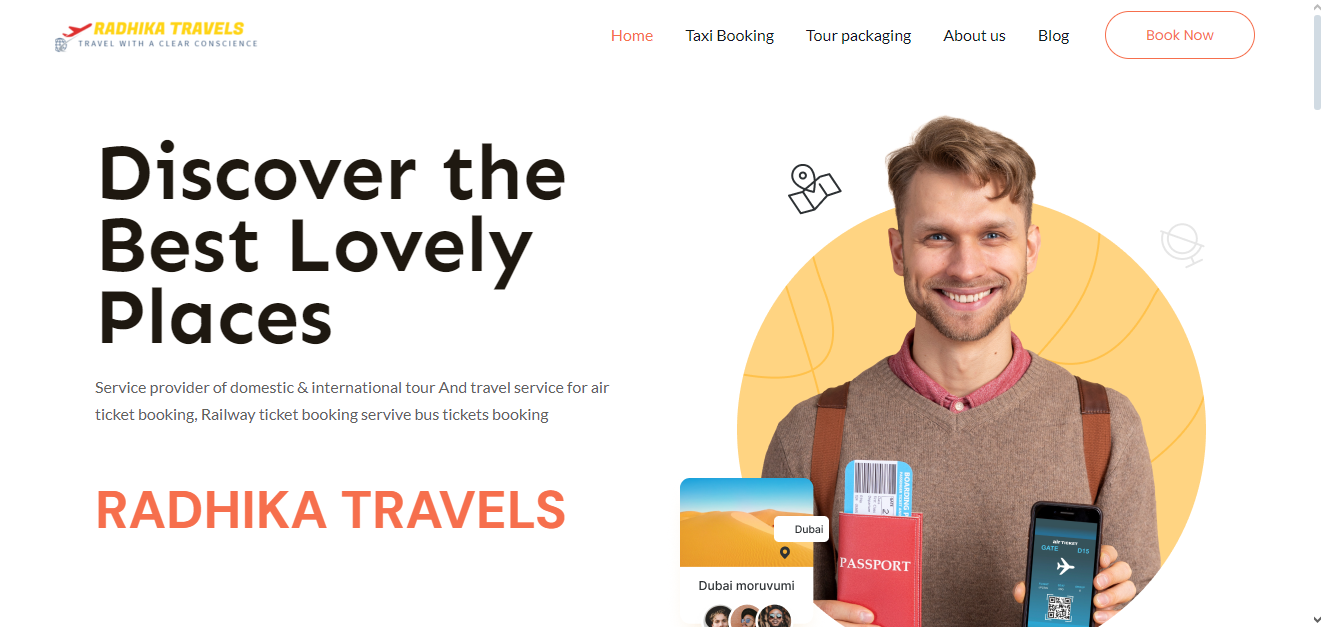 RADHIKA TRAVELS
TRAVEL WITH A CLEAR CONSCIENCE
Home
Taxi Booking
Tour packaging
About us
Blog
Book Now
Discover the
Best Lovely
Places
Service provider of domestic & international tour And travel service for air
ticket booking, Railway ticket booking servive bus tickets booking
RADHIKA TRAVELS
Dubai
Dubai moruvumi
BOARDING
PASSPORT
AIR TICKET
GATE D15